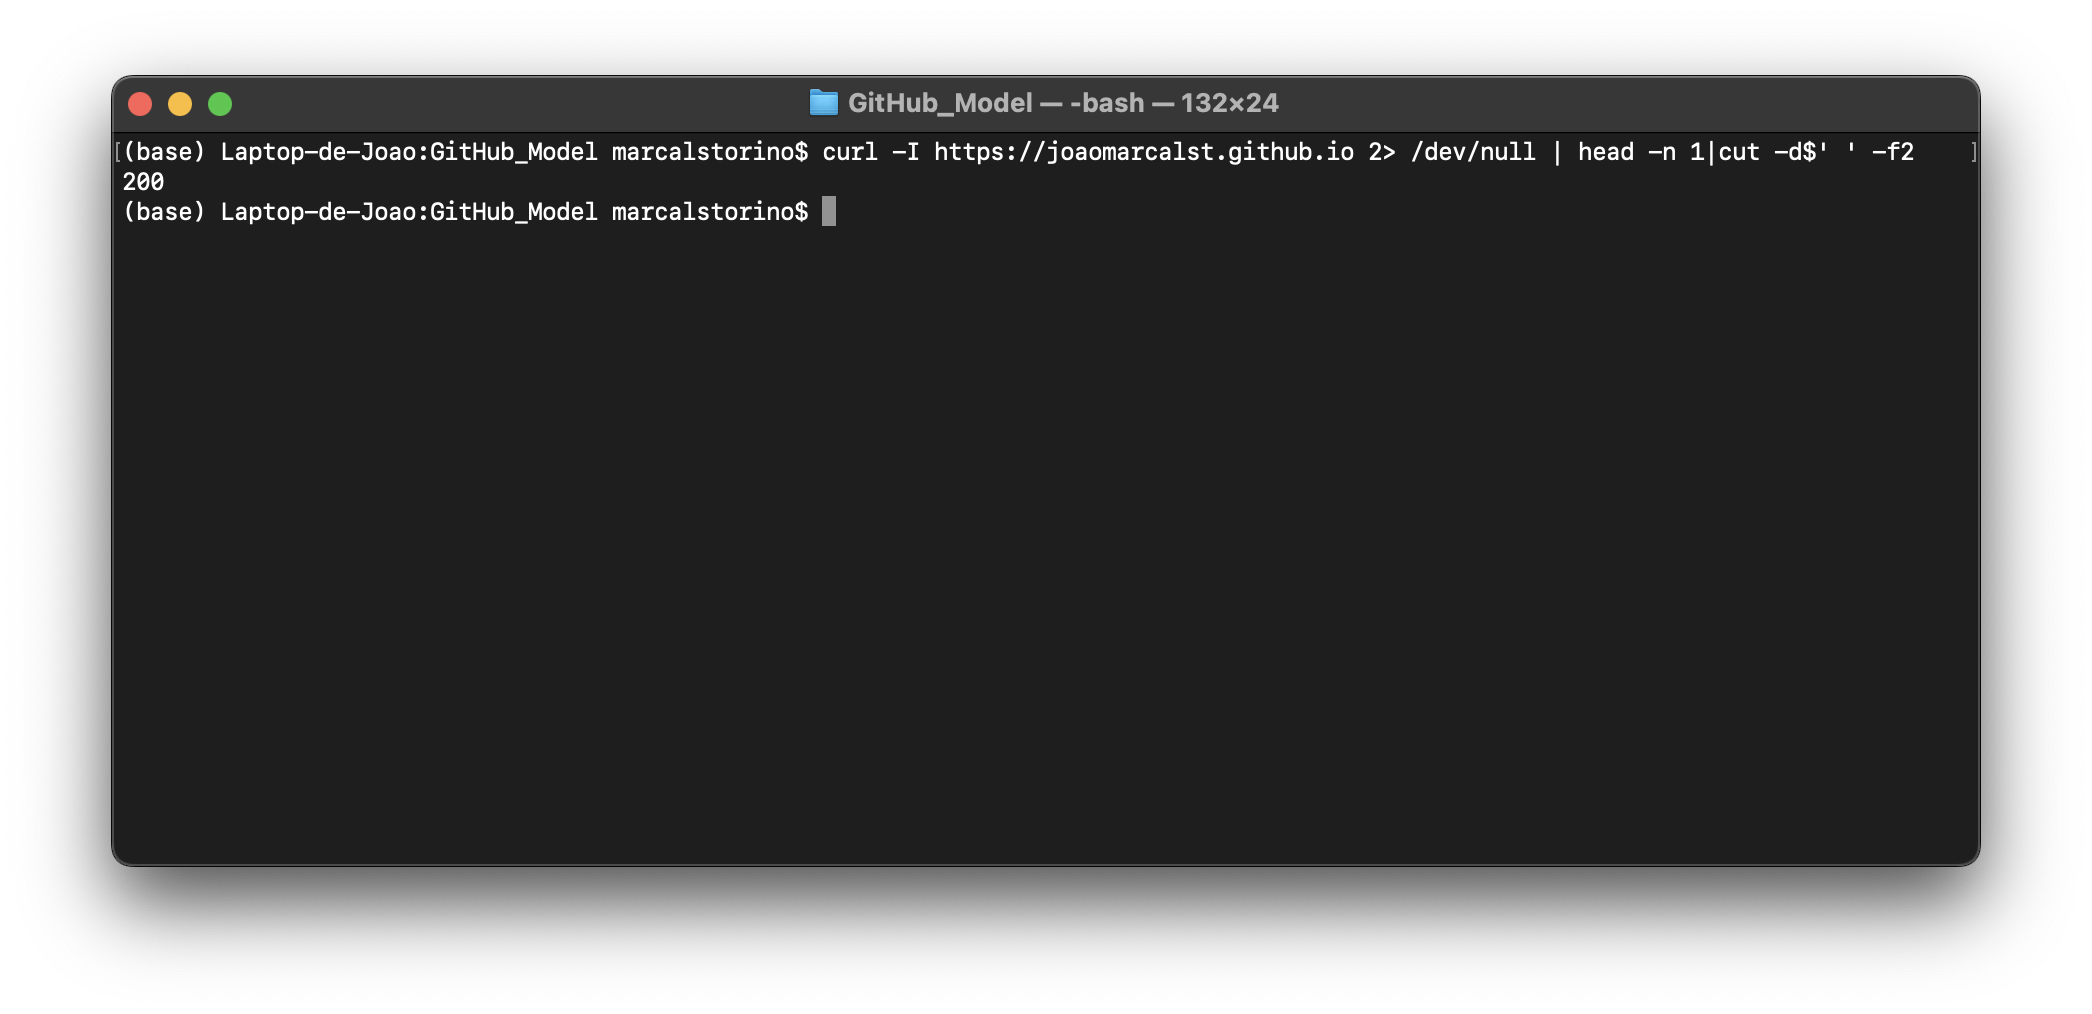 GitHub_Model — -bash — 132×24
[(base) Laptop-de-Joao:GitHub_Model marcalstorino$ curl -I https://joaomarcalst.github.io 2> /dev/null | head -n 1|cut -d$' ' -f2 ]
200
(base) Laptop-de-Joao:GitHub_Model marcalstorino$